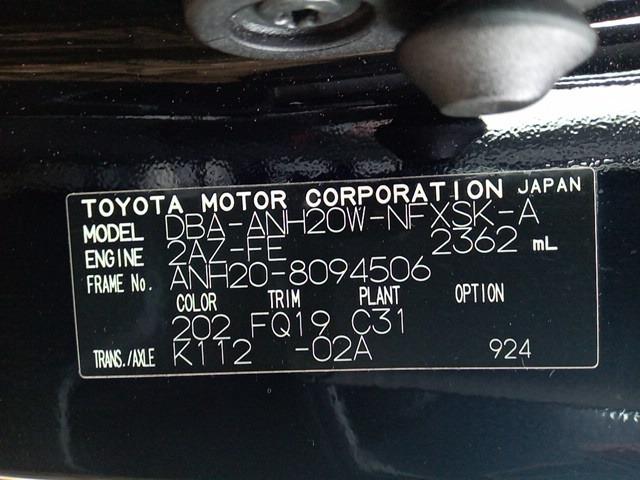 TOYOTA MOTOR CORPORATION JAPAN
MODEL DBA-ANH20W-NFXSK-A
ENGINE 2AZ-FE 2362 mL
FRAME No. ANH20-8094506
COLOR TRIM PLANT OPTION
202 FQ19 C31
TRANS./AXLE K112 -02A 924